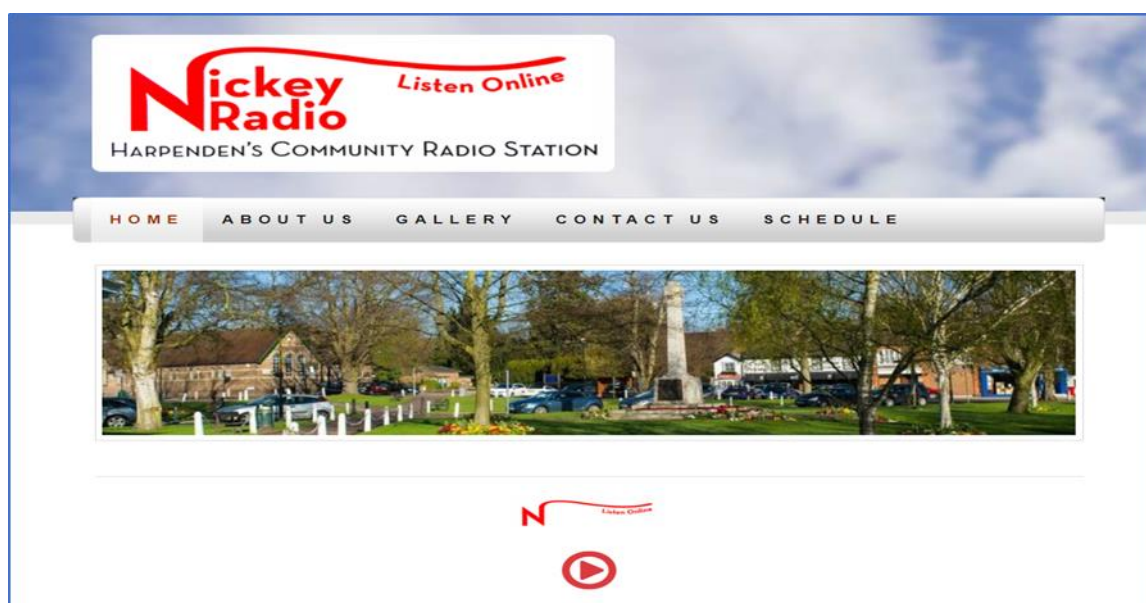 Nickey
Listen Online
Radio
HARPENDEN'S COMMUNITY RADIO STATION
HOME ABOUT US GALLERY CONTACT US SCHEDULE
N Listen Online